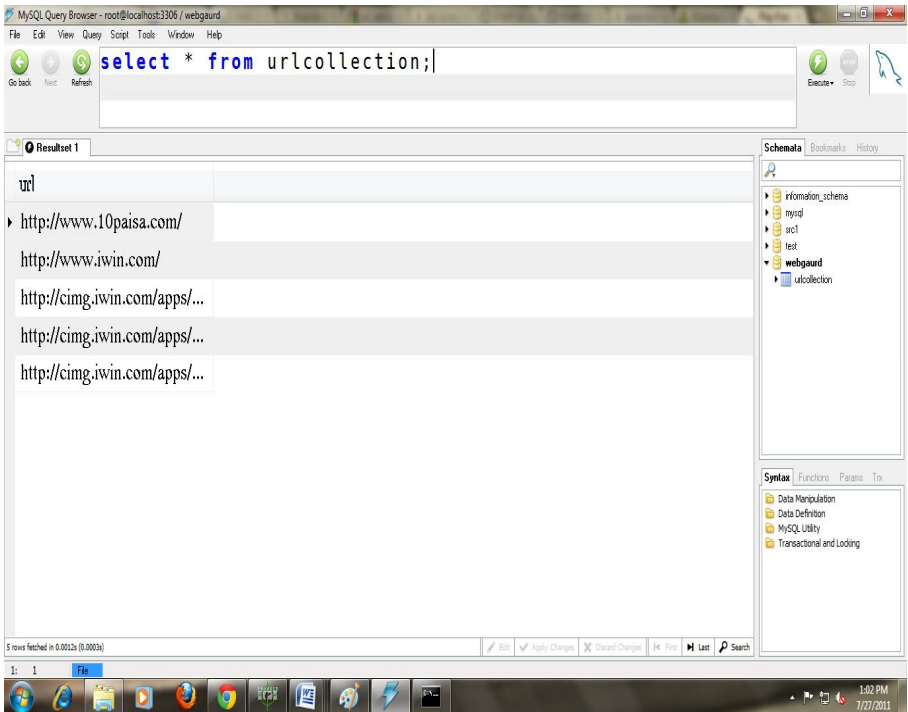 MySQL Query Browser - root@localhost:3306 / webgaurd
File Edit View Query Script Tools Window Help
select * from urlcollection;
Go back Next Refresh
Execute Stop
Resultset 1
url
http://www.10paisa.com/
http://www.iwin.com/
http://cimg.iwin.com/apps/...
http://cimg.iwin.com/apps/...
http://cimg.iwin.com/apps/...
Schemata Bookmarks History
information_schema
mysql
src1
test
webgaurd
urlcollection
Syntax Functions Params Trx
Data Manipulation
Data Definition
MySQL Utility
Transactional and Locking
5 rows fetched in 0.0012s (0.0003s)
Edit Apply Changes Discard Changes First Last Search
1: 1 File
1:02 PM
7/27/2011